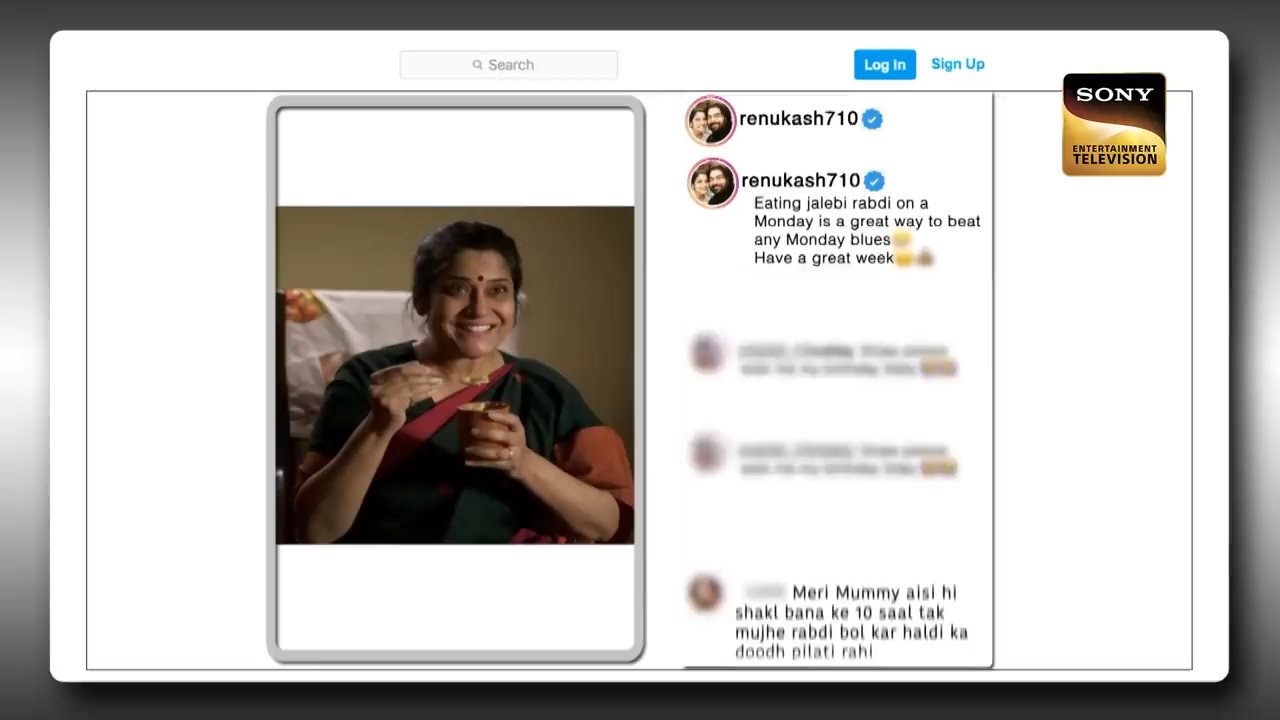 Search
Log In
Sign Up
SONY
ENTERTAINMENT
TELEVISION
renukash710
renukash710
Eating jalebi rabdi on a
Monday is a great way to beat
any Monday blues
Have a great week
Meri Mummy aisi hi
shakl bana ke 10 saal tak
mujhe rabdi bol kar haldi ka
doodh pilati rahi